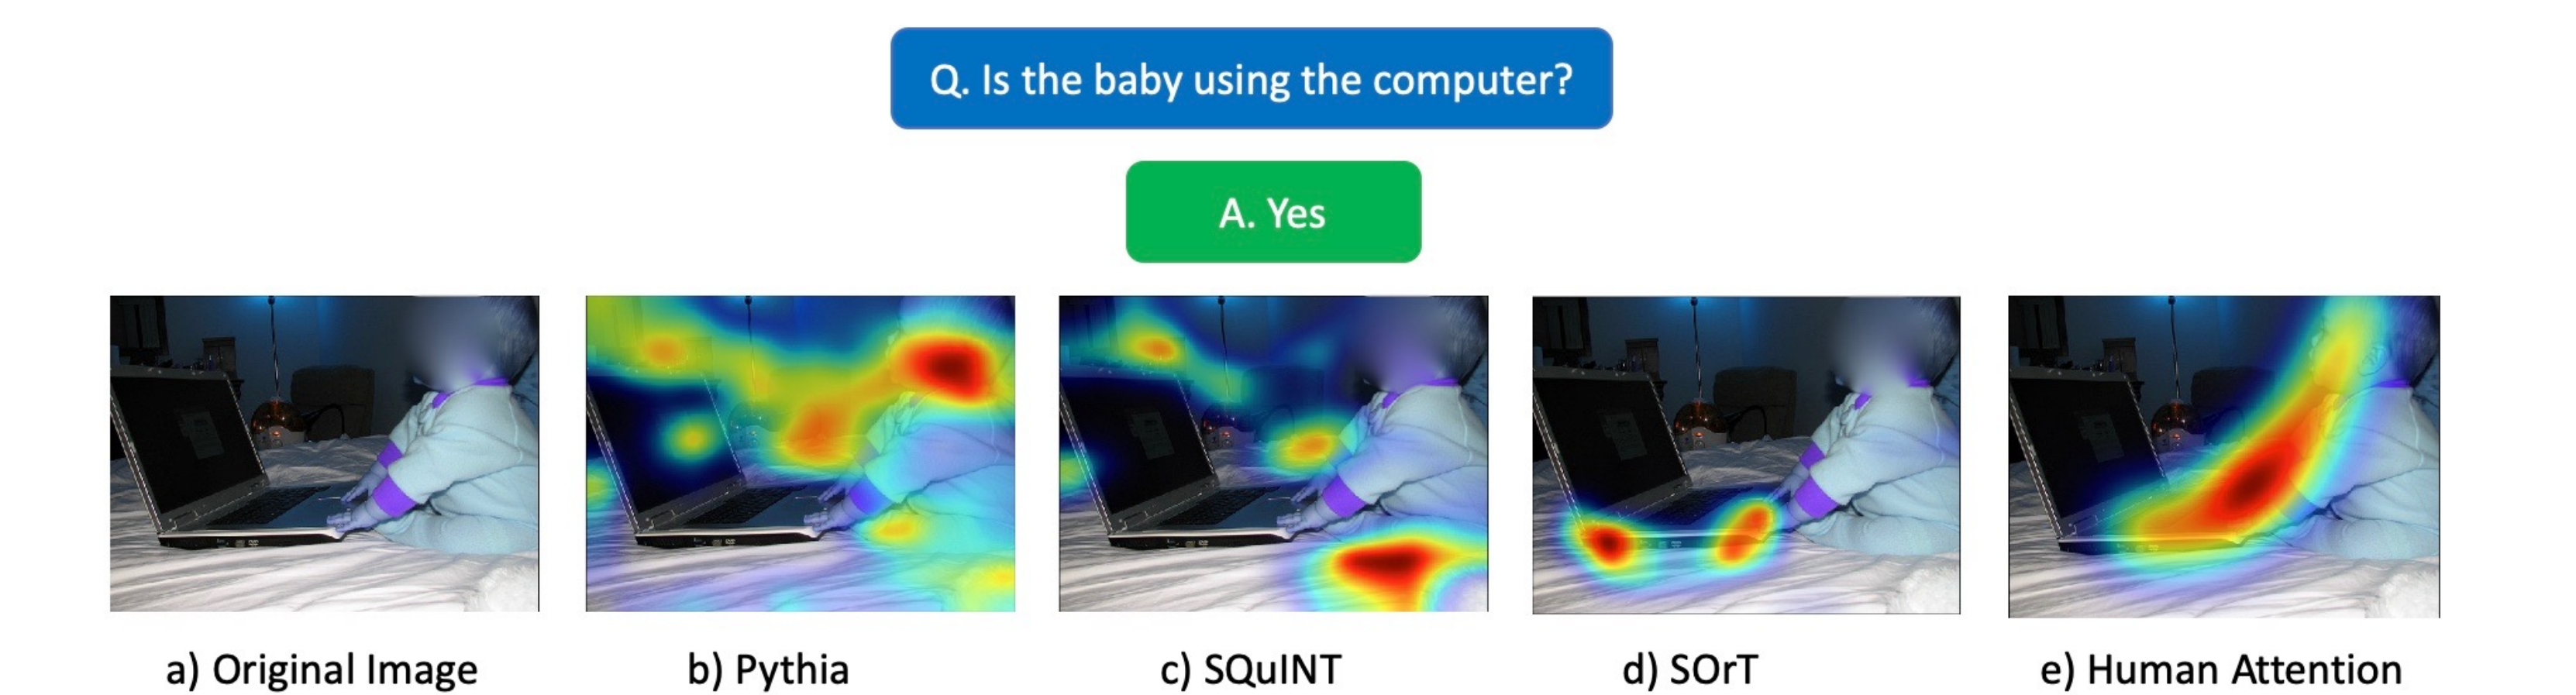 Q. Is the baby using the computer?
A. Yes
a) Original Image
b) Pythia
c) SQuINT
d) SOrT
e) Human Attention